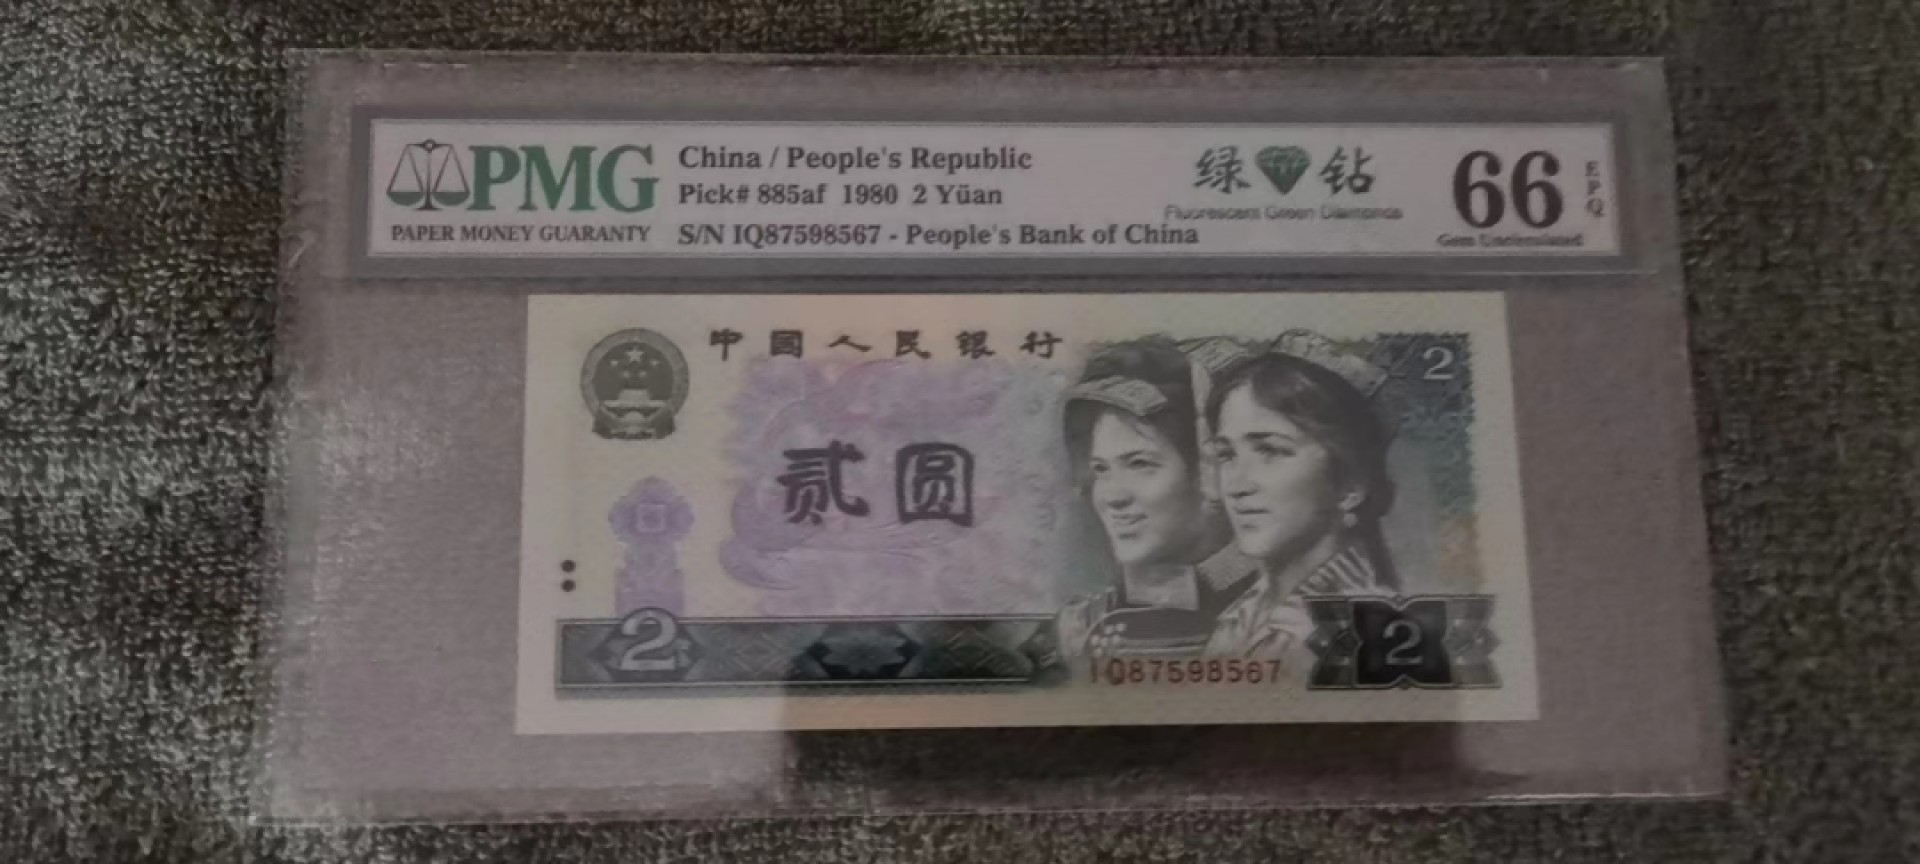 PMG
PAPER MONEY GUARANTY
China / People's Republic
Pick# 885af 1980 2 Yüan
S/N IQ87598567 - People's Bank of China
绿 钻
Fluorescent Green Diamonds
66
EPQ
Gem Uncirculated
中国人民银行
2
贰圆
2
2
IQ87598567